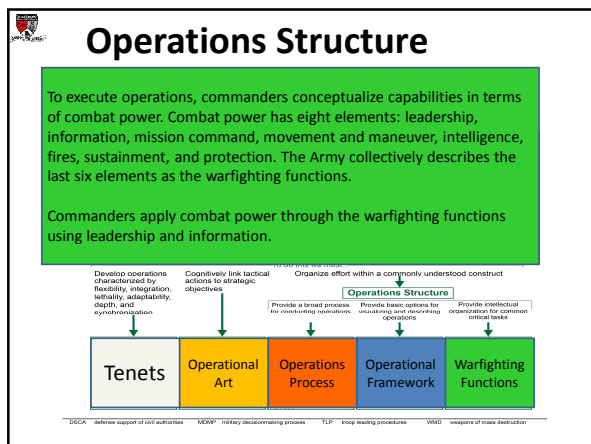 Operations Structure
To execute operations, commanders conceptualize capabilities in terms
of combat power. Combat power has eight elements: leadership,
information, mission command, movement and maneuver, intelligence,
fires, sustainment, and protection. The Army collectively describes the
last six elements as the warfighting functions.
Commanders apply combat power through the warfighting functions
using leadership and information.
Develop operations
characterized by
flexibility, integration,
lethality, adaptability,
depth, and
synchronization
Cognitively link tactical
actions to strategic
objectives
Organize effort within a commonly understood construct
Operations Structure
Provide a broad process
for conducting operations
Provide basic options for
visualizing and describing
operations
Provide intellectual
organization for common
critical tasks
Tenets
Operational
Art
Operations
Process
Operational
Framework
Warfighting
Functions
DSCA defense support of civil authorities MDMP military decisionmaking process TLP troop leading procedures WMD weapons of mass destruction